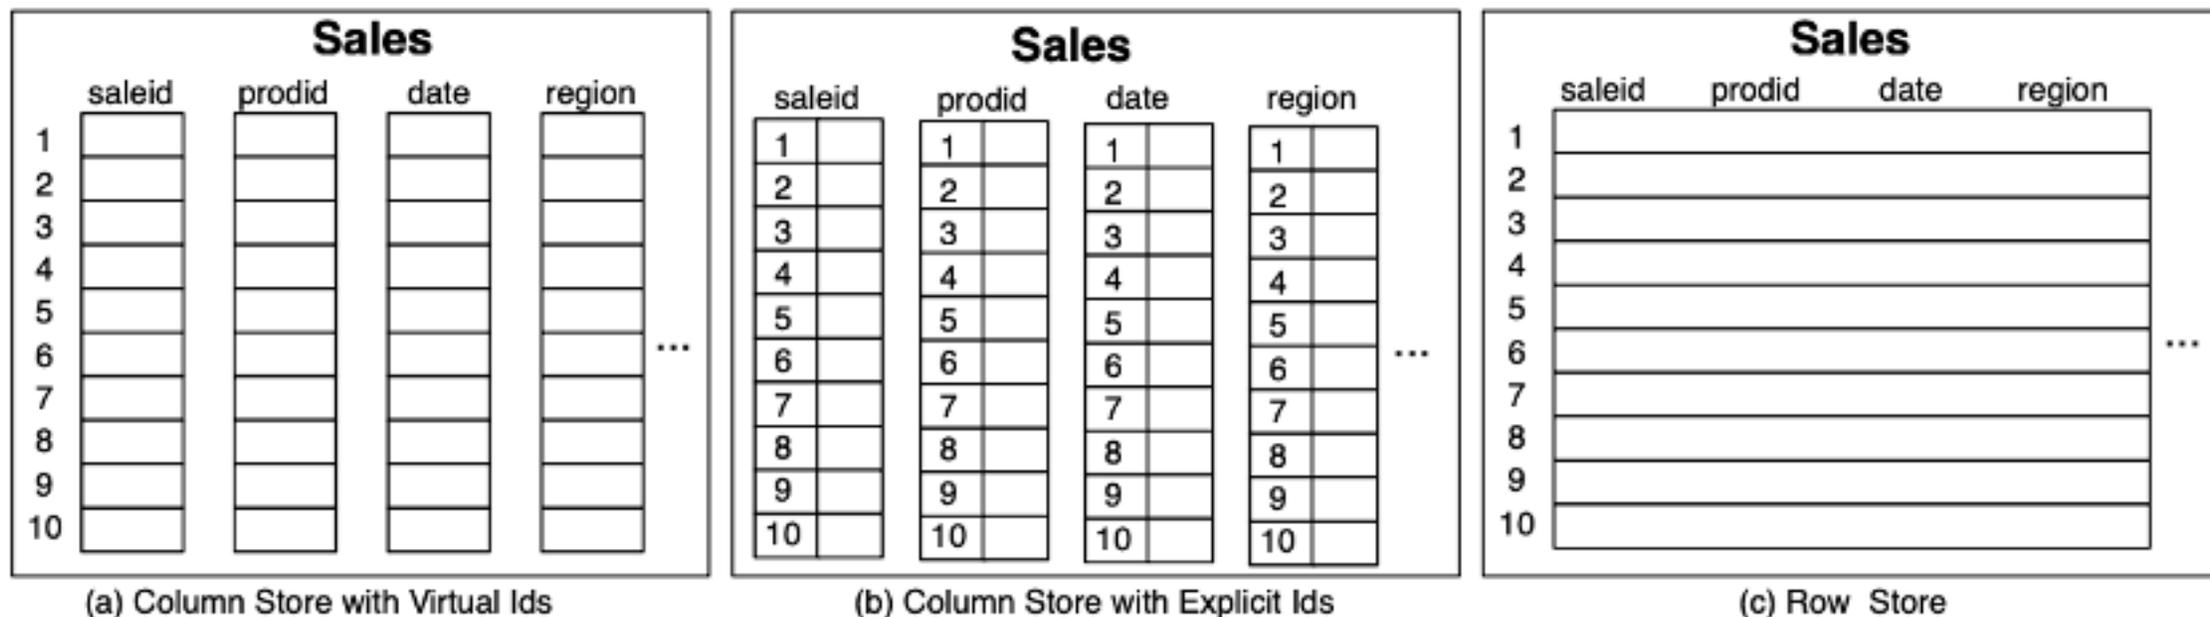 Sales
saleid prodid date region
1
2
3
4
5
6
7
8
9
10
...
(a) Column Store with Virtual Ids
Sales
saleid prodid date region
1 1 1 1
2 2 2 2
3 3 3 3
4 4 4 4
5 5 5 5
6 6 6 6
7 7 7 7
8 8 8 8
9 9 9 9
10 10 10 10
...
(b) Column Store with Explicit Ids
Sales
saleid prodid date region
1
2
3
4
5
6
7
8
9
10
...
(c) Row Store